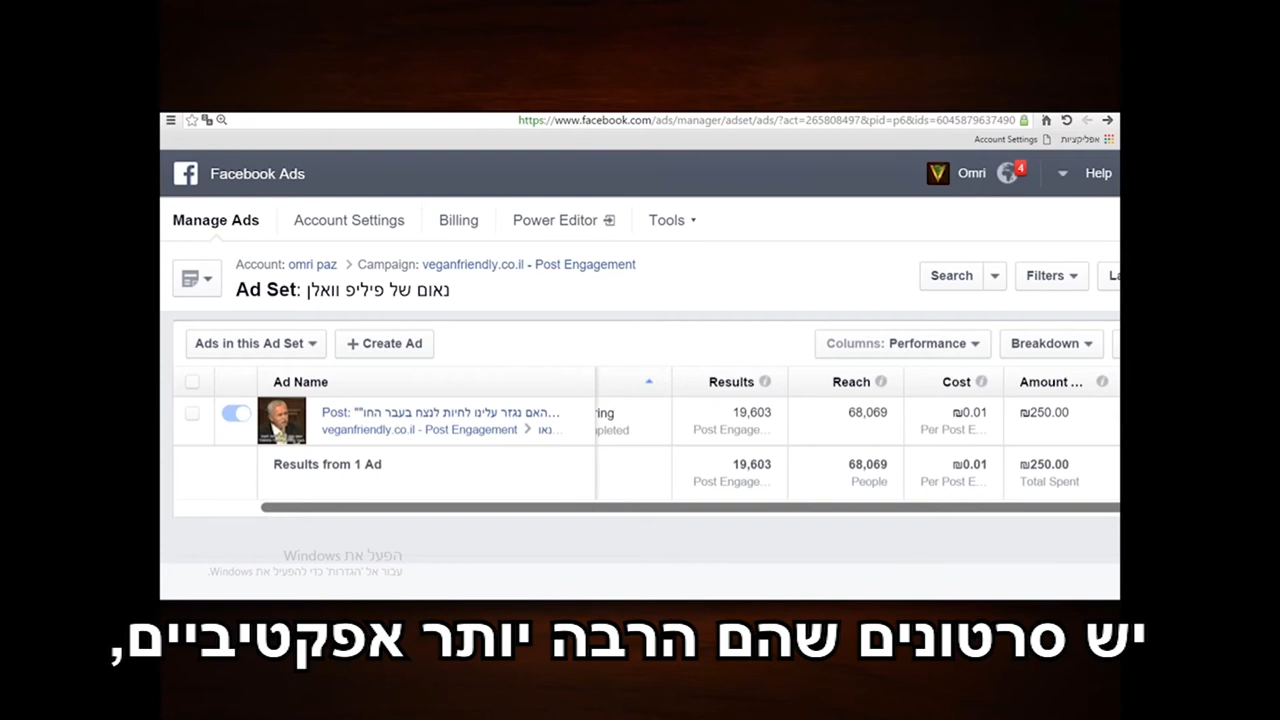 https://www.facebook.com/ads/manager/adset/ads/?act=265808497&pid=p6&ids=6045879637490
Account Settings אפליקציות
Facebook Ads Omri 4 Help
Manage Ads Account Settings Billing Power Editor Tools
Account: omri paz > Campaign: veganfriendly.co.il - Post Engagement
Ad Set: נאום של פיליפ וואלן
Search Filters La
Ads in this Ad Set + Create Ad Columns: Performance Breakdown
Ad Name Results Reach Cost Amount ...
Post: ""האם נגזר עלינו לחיות לנצח בעבר החו... ring 19,603 68,069 ₪0.01 ₪250.00
veganfriendly.co.il - Post Engagement > נאו... pleted Post Engage... Per Post E...
Results from 1 Ad 19,603 68,069 ₪0.01 ₪250.00
Post Engage... People Per Post E... Total Spent
הפעל את Windows
עבור אל 'הגדרות' כדי להפעיל את Windows.
יש סרטונים שהם הרבה יותר אפקטיביים,